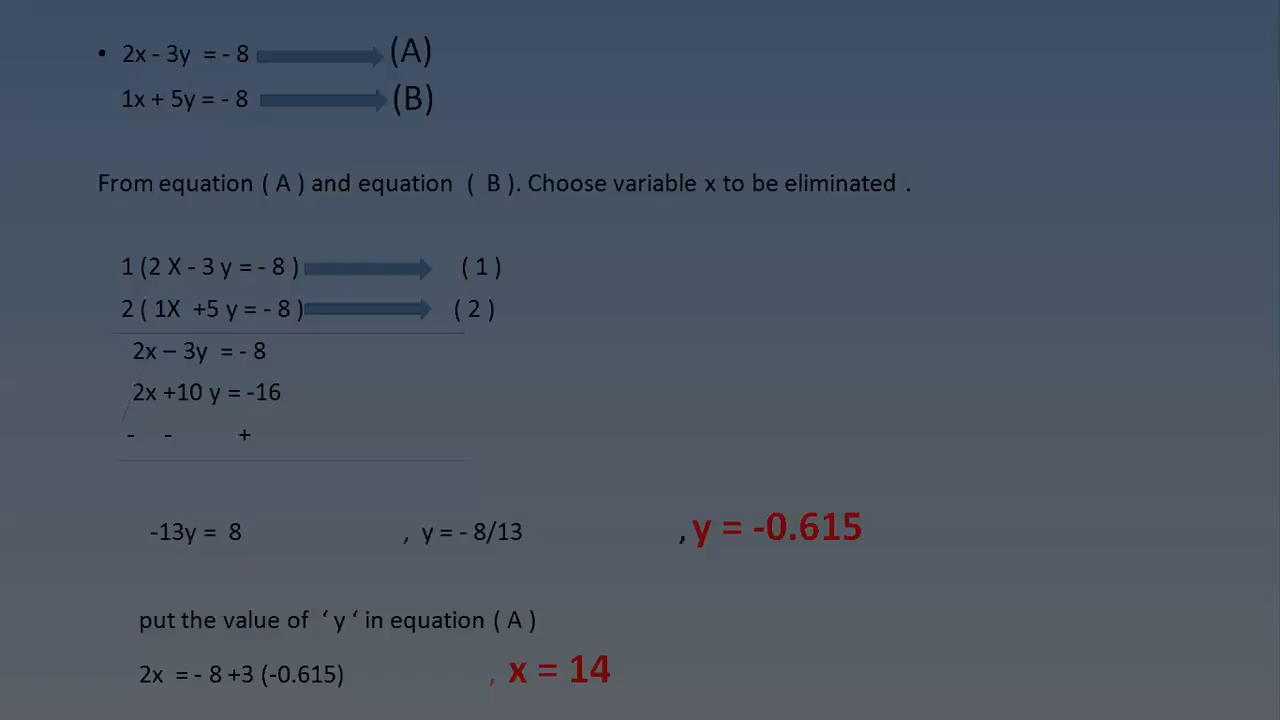 • 2x - 3y = - 8 (A)
1x + 5y = - 8 (B)
From equation ( A ) and equation ( B ). Choose variable x to be eliminated .
1 (2 X - 3 y = - 8 ) ( 1 )
2 ( 1X +5 y = - 8 ) ( 2 )
2x – 3y = - 8
2x +10 y = -16
- - +
-13y = 8 , y = - 8/13 , y = -0.615
put the value of ‘ y ‘ in equation ( A )
2x = - 8 +3 (-0.615) , x = 14